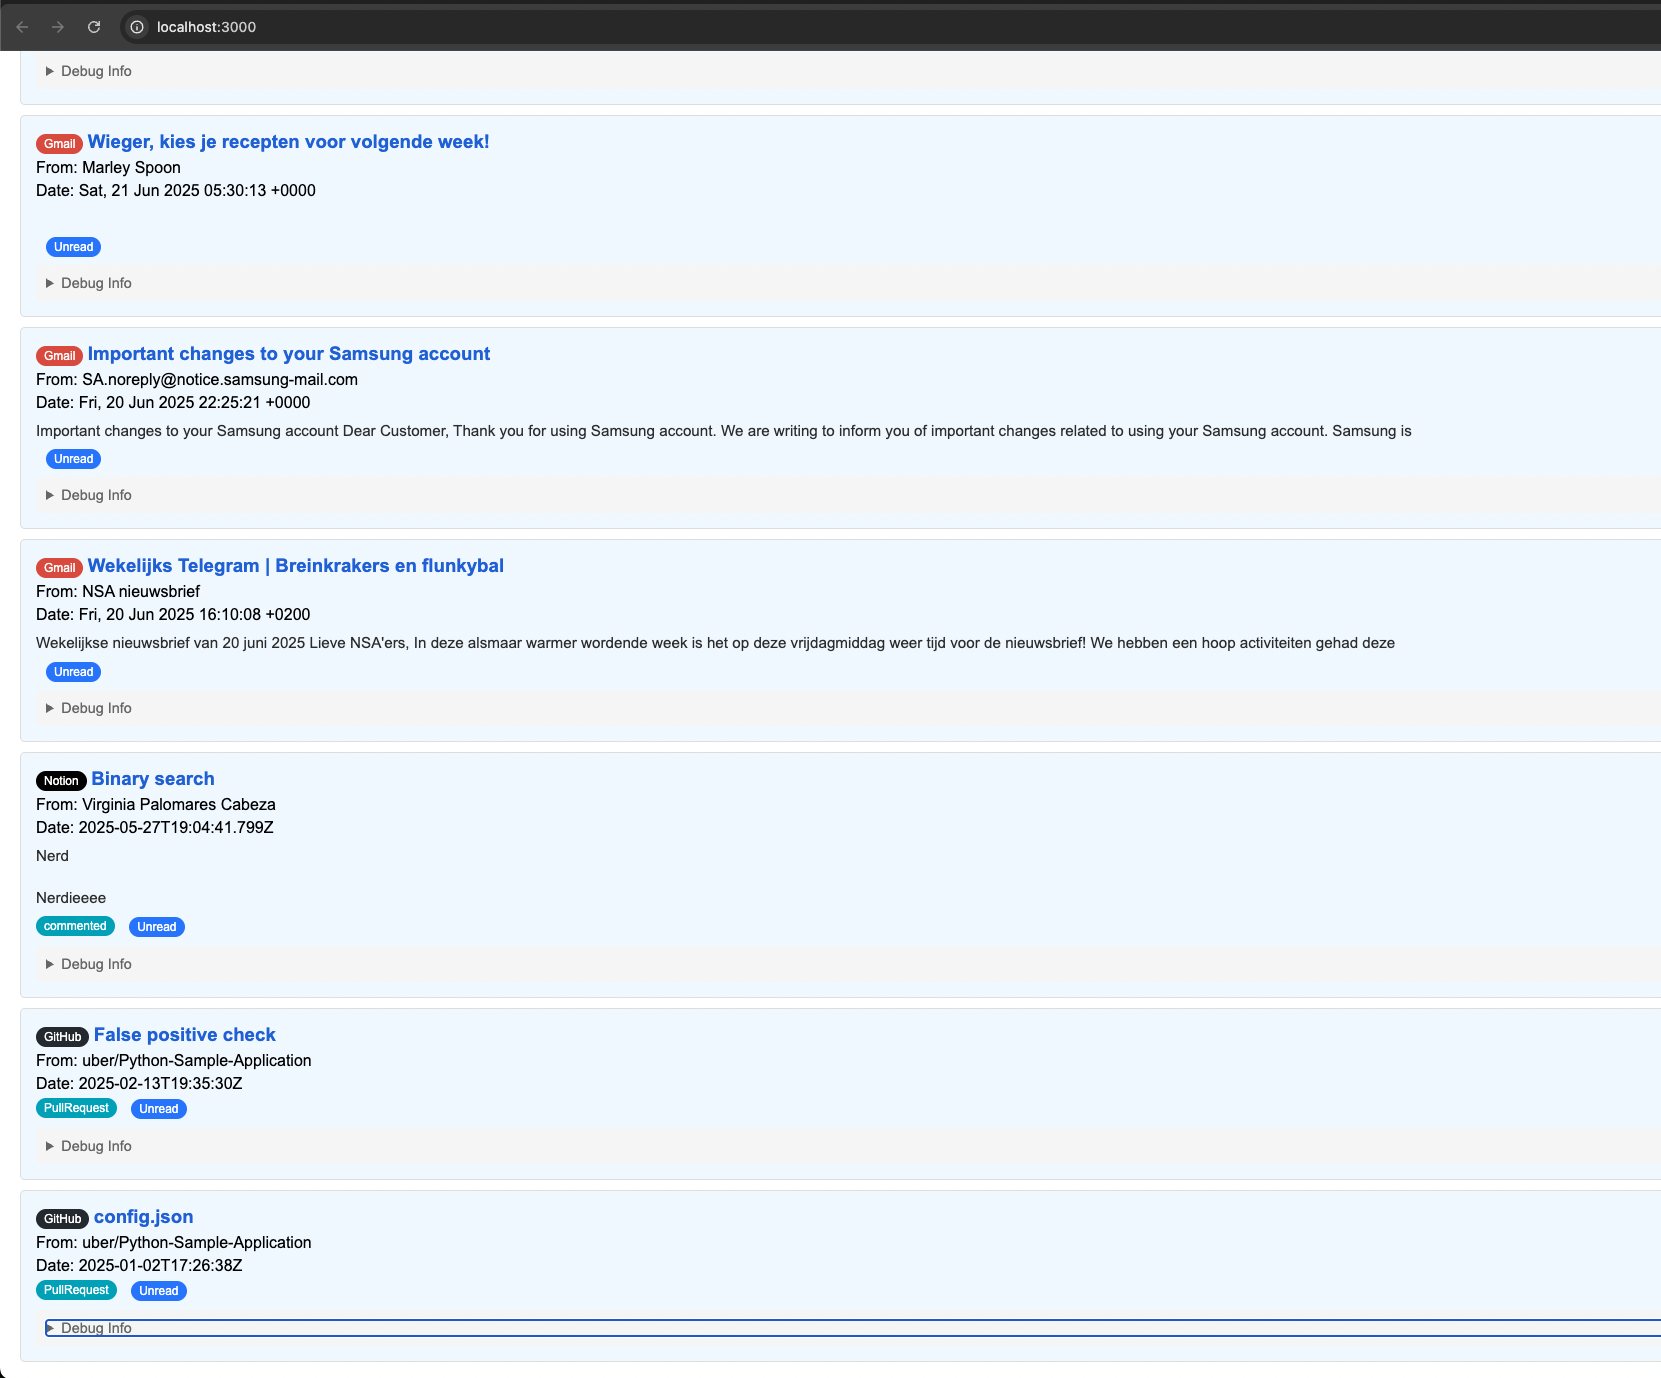 localhost:3000
Debug Info
Gmail Wieger, kies je recepten voor volgende week!
From: Marley Spoon
Date: Sat, 21 Jun 2025 05:30:13 +0000
Unread
Debug Info
Gmail Important changes to your Samsung account
From: SA.noreply@notice.samsung-mail.com
Date: Fri, 20 Jun 2025 22:25:21 +0000
Important changes to your Samsung account Dear Customer, Thank you for using Samsung account. We are writing to inform you of important changes related to using your Samsung account. Samsung is
Unread
Debug Info
Gmail Wekelijks Telegram | Breinkrakers en flunkybal
From: NSA nieuwsbrief
Date: Fri, 20 Jun 2025 16:10:08 +0200
Wekelijkse nieuwsbrief van 20 juni 2025 Lieve NSA'ers, In deze alsmaar warmer wordende week is het op deze vrijdagmiddag weer tijd voor de nieuwsbrief! We hebben een hoop activiteiten gehad deze
Unread
Debug Info
Notion Binary search
From: Virginia Palomares Cabeza
Date: 2025-05-27T19:04:41.799Z
Nerd
Nerdieeee
commented Unread
Debug Info
GitHub False positive check
From: uber/Python-Sample-Application
Date: 2025-02-13T19:35:30Z
PullRequest Unread
Debug Info
GitHub config.json
From: uber/Python-Sample-Application
Date: 2025-01-02T17:26:38Z
PullRequest Unread
Debug Info